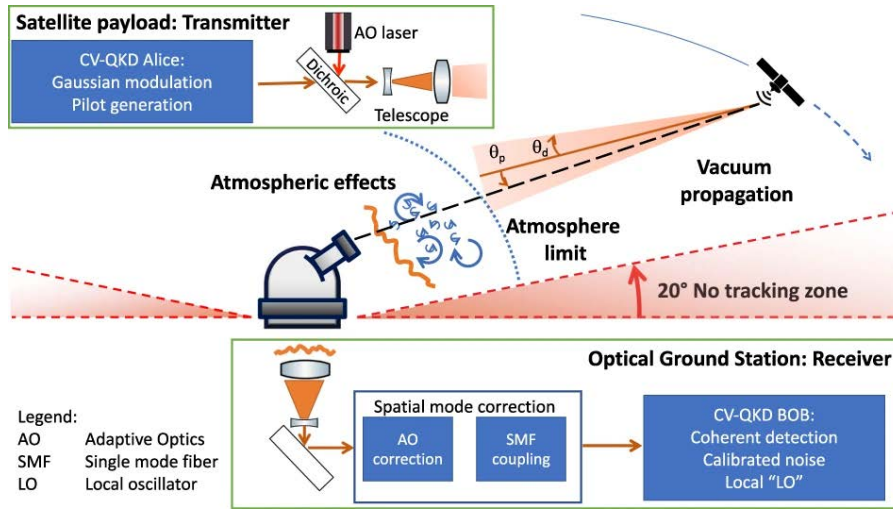 Satellite payload: Transmitter
AO laser
CV-QKD Alice:
Gaussian modulation
Pilot generation
Dichroic
Telescope
θp
θd
Atmospheric effects
Vacuum
propagation
Atmosphere
limit
20° No tracking zone
Optical Ground Station: Receiver
Spatial mode correction
AO
correction
SMF
coupling
CV-QKD BOB:
Coherent detection
Calibrated noise
Local “LO”
Legend:
AO Adaptive Optics
SMF Single mode fiber
LO Local oscillator